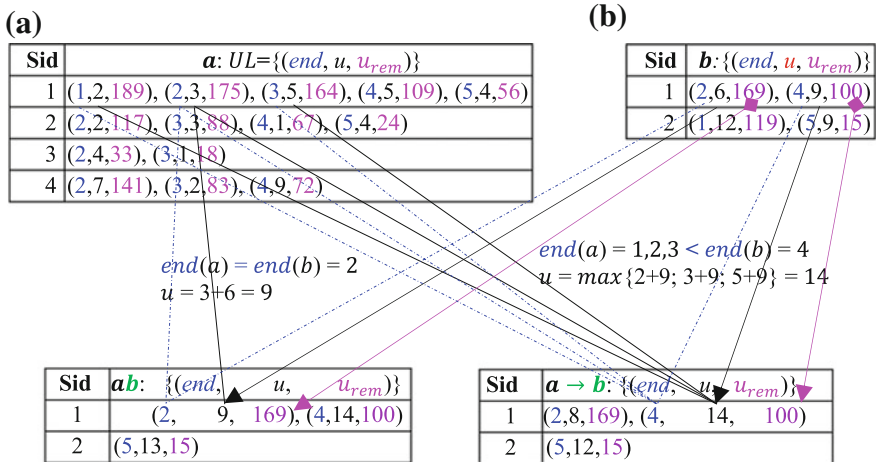 (a)
(b)
Sid a: UL={(end, u, u_rem)}
1 (1,2,189), (2,3,175), (3,5,164), (4,5,109), (5,4,56)
2 (2,2,117), (3,3,88), (4,1,67), (5,4,24)
3 (2,4,33), (3,1,18)
4 (2,7,141), (3,2,83), (4,9,72)
Sid b:{(end, u, u_rem)}
1 (2,6,169), (4,9,100)
2 (1,12,119), (5,9,15)
end(a) = end(b) = 2
u = 3+6 = 9
end(a) = 1,2,3 < end(b) = 4
u = max{2+9; 3+9; 5+9} = 14
Sid ab: {(end, u, u_rem)}
1 (2, 9, 169), (4,14,100)
2 (5,13,15)
Sid a → b: {(end, u, u_rem)}
1 (2,8,169), (4, 14, 100)
2 (5,12,15)